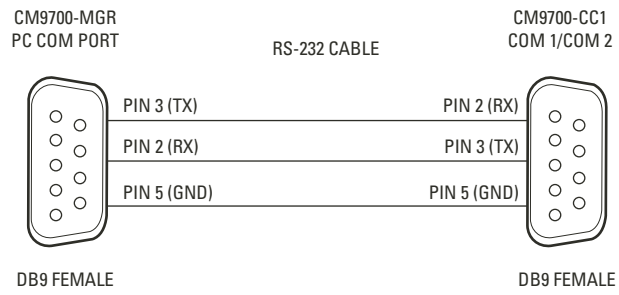 CM9700-MGR
PC COM PORT
RS-232 CABLE
CM9700-CC1
COM 1/COM 2
PIN 3 (TX)
PIN 2 (RX)
PIN 2 (RX)
PIN 3 (TX)
PIN 5 (GND)
PIN 5 (GND)
DB9 FEMALE
DB9 FEMALE